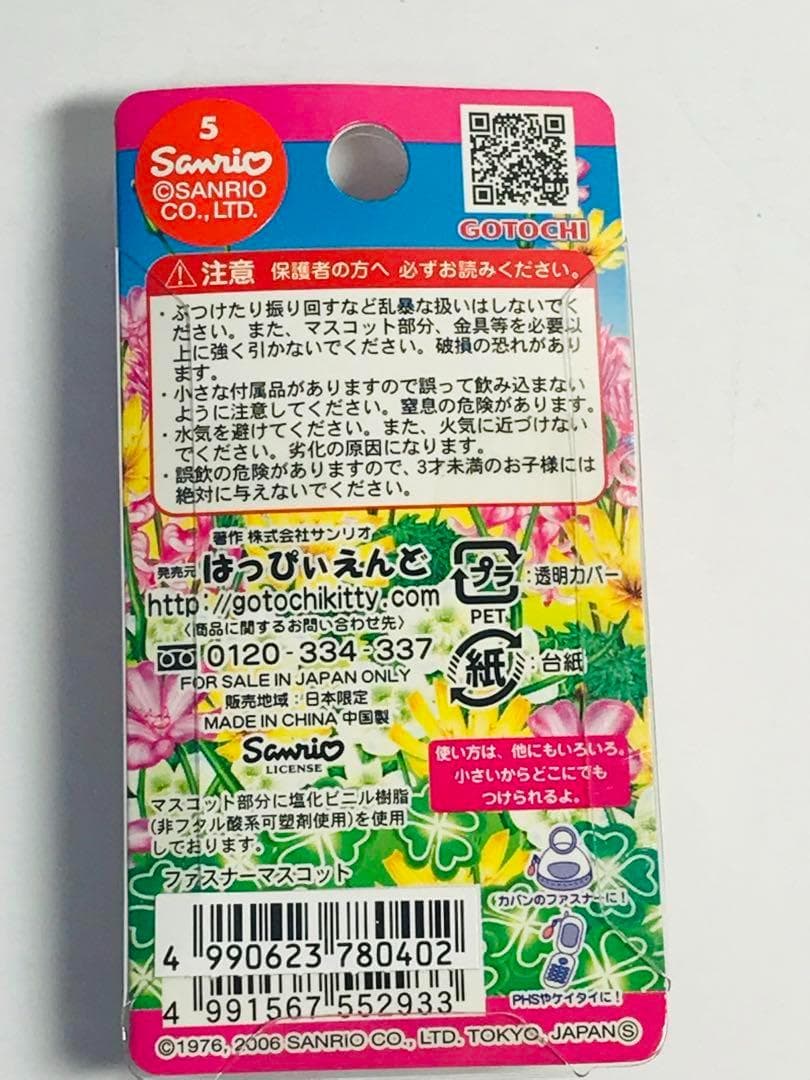 5
Sanrio
©SANRIO
CO.,LTD.
GOTOCHI
注意 保護者の方へ 必ずお読みください。
・ぶつけたり振り回すなど乱暴な扱いはしないでく
ださい。また、マスコット部分、金具等を必要以
上に強く引かないでください。破損の恐れがあり
ます。
・小さな付属品がありますので誤って飲み込まない
ように注意してください。窒息の危険があります。
・水気を避けてください。また、火気に近づけない
でください。劣化の原因になります。
・誤飲の危険がありますので、3才未満のお子様には
絶対に与えないでください。
著作 株式会社サンリオ
発売元 はっぴぃえんど
http://gotochikitty.com
〈商品に関するお問い合わせ先〉
0120-334-337
FOR SALE IN JAPAN ONLY
販売地域：日本限定
MADE IN CHINA 中国製
Sanrio
LICENSE
プラ :透明カバー
PET
紙 :台紙
マスコット部分に塩化ビニル樹脂
(非フタル酸系可塑剤使用)を使用
しております。
ファスナーマスコット
使い方は、他にもいろいろ。
小さいからどこにでも
つけられるよ。
カバンのファスナーに!
PHSやケイタイに!
4 990623 780402
4 991567 552933
©1976, 2006 SANRIO CO., LTD. TOKYO, JAPAN Ⓢ